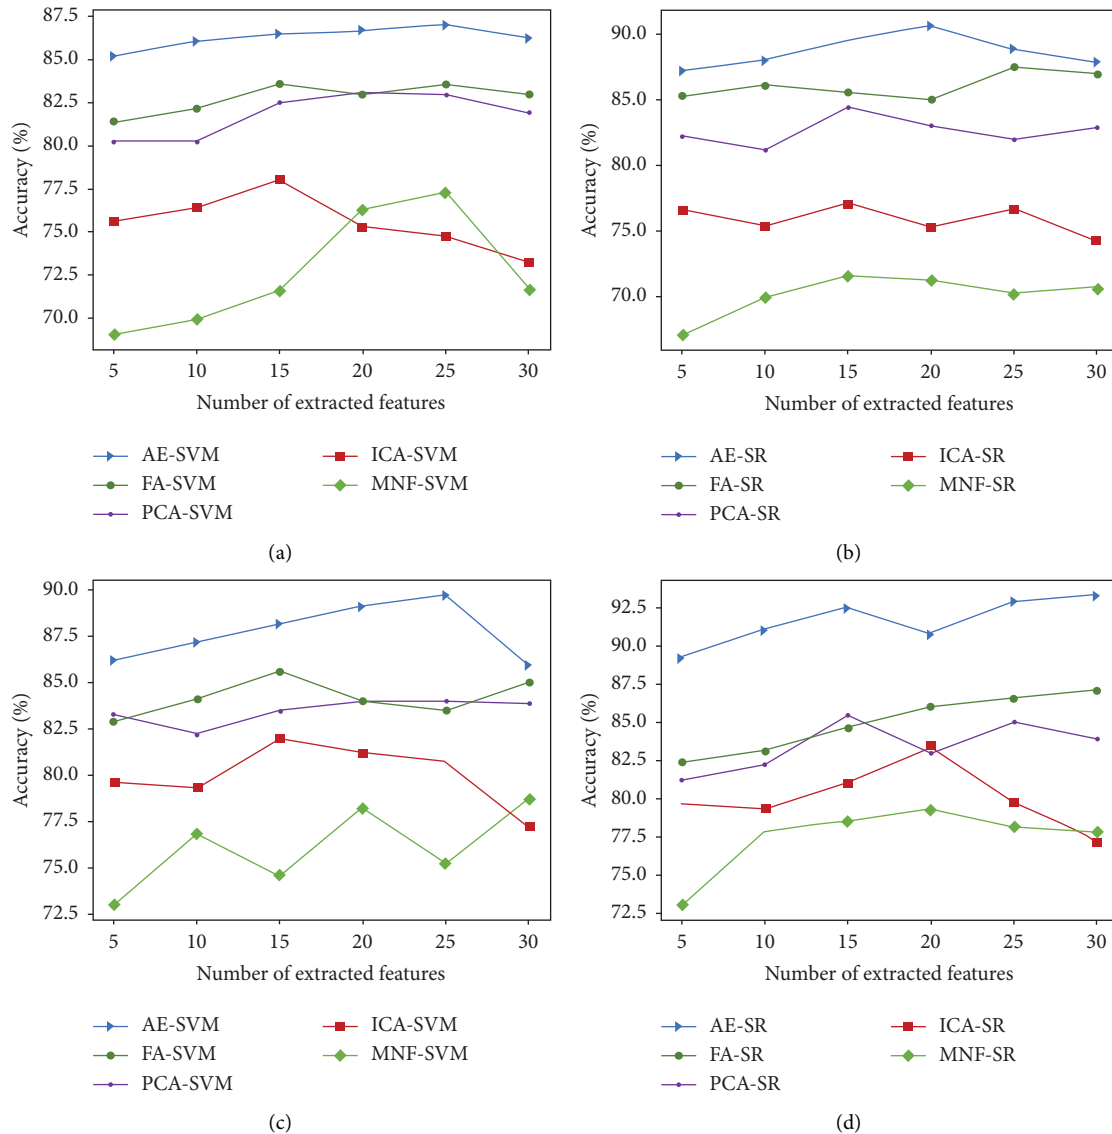 87.5
85.0
82.5
80.0
77.5
75.0
72.5
70.0
Accuracy (%)
5 10 15 20 25 30
Number of extracted features
AE-SVM ICA-SVM
FA-SVM MNF-SVM
PCA-SVM
(a)
90.0
85.0
80.0
75.0
70.0
Accuracy (%)
5 10 15 20 25 30
Number of extracted features
AE-SR ICA-SR
FA-SR MNF-SR
PCA-SR
(b)
90.0
87.5
85.0
82.5
80.0
77.5
75.0
72.5
Accuracy (%)
5 10 15 20 25 30
Number of extracted features
AE-SVM ICA-SVM
FA-SVM MNF-SVM
PCA-SVM
(c)
92.5
90.0
87.5
85.0
82.5
80.0
77.5
75.0
72.5
Accuracy (%)
5 10 15 20 25 30
Number of extracted features
AE-SR ICA-SR
FA-SR MNF-SR
PCA-SR
(d)